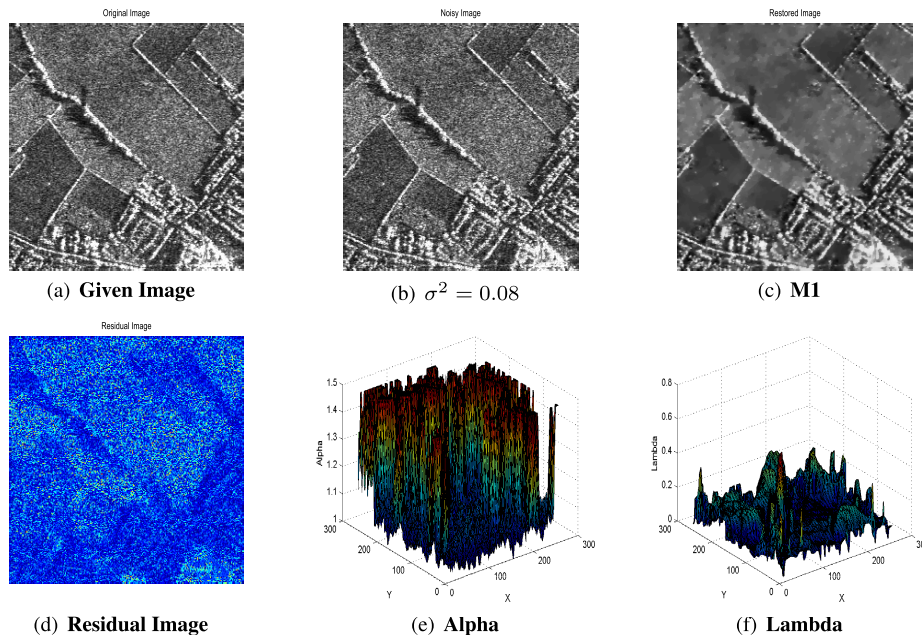 Original Image
Noisy Image
Restored Image
(a) Given Image
(b) σ² = 0.08
(c) M1
Residual Image
1.5
1.4
1.3
1.2
1.1
1
300
200
100
0
0
100
200
300
Alpha
Y
X
0.8
0.6
0.4
0.2
0
300
200
100
0
0
100
200
30
Lambda
Y
X
(d) Residual Image
(e) Alpha
(f) Lambda